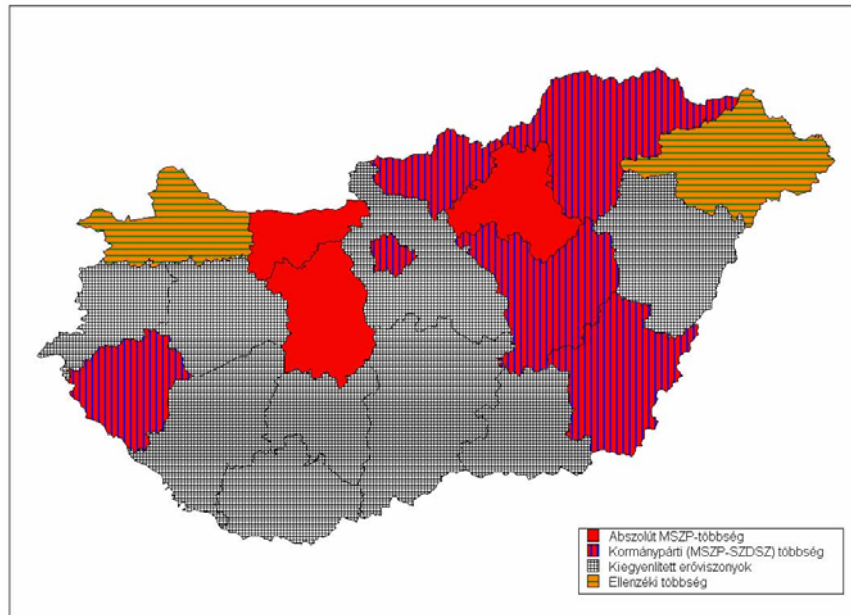 Abszolút MSZP-többség
Kormánypárti (MSZP-SZDSZ) többség
Kiegyenlített erőviszonyok
Ellenzéki többség